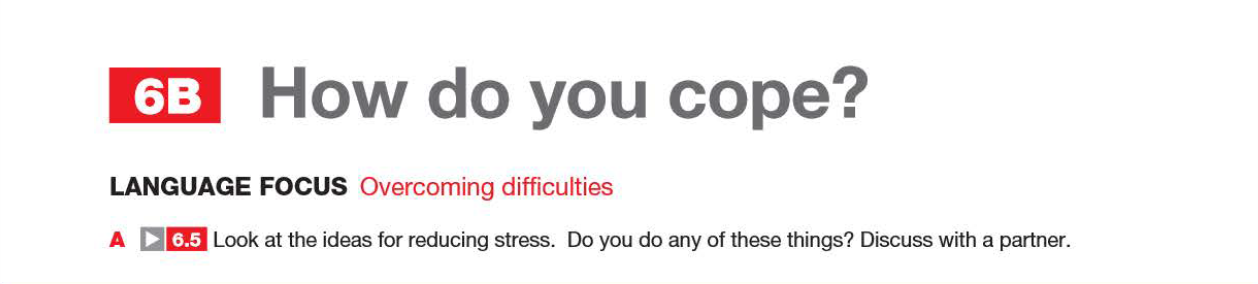 6B How do you cope?
LANGUAGE FOCUS Overcoming difficulties
A 6.5 Look at the ideas for reducing stress. Do you do any of these things? Discuss with a partner.